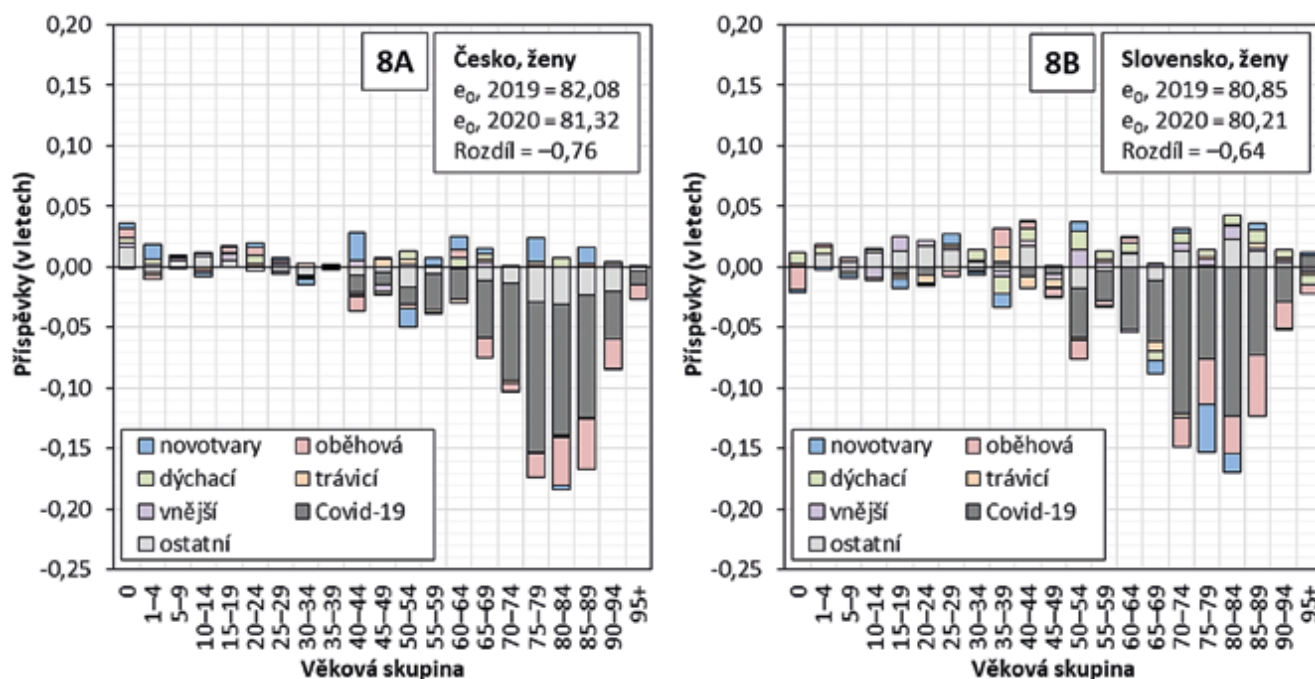 8A
Česko, ženy
e₀, 2019 = 82,08
e₀, 2020 = 81,32
Rozdíl = −0,76
Příspěvky (v letech)
0,20
0,15
0,10
0,05
0,00
-0,05
-0,10
-0,15
-0,20
-0,25
novotvary
oběhová
dýchací
trávicí
vnější
Covid-19
ostatní
0
1–4
5–9
10–14
15–19
20–24
25–29
30–34
35–39
40–44
45–49
50–54
55–59
60–64
65–69
70–74
75–79
80–84
85–89
90–94
95+
Věková skupina
8B
Slovensko, ženy
e₀, 2019 = 80,85
e₀, 2020 = 80,21
Rozdíl = −0,64
Příspěvky (v letech)
0,20
0,15
0,10
0,05
0,00
-0,05
-0,10
-0,15
-0,20
-0,25
novotvary
oběhová
dýchací
trávicí
vnější
Covid-19
ostatní
0
1–4
5–9
10–14
15–19
20–24
25–29
30–34
35–39
40–44
45–49
50–54
55–59
60–64
65–69
70–74
75–79
80–84
85–89
90–94
95+
Věková skupina